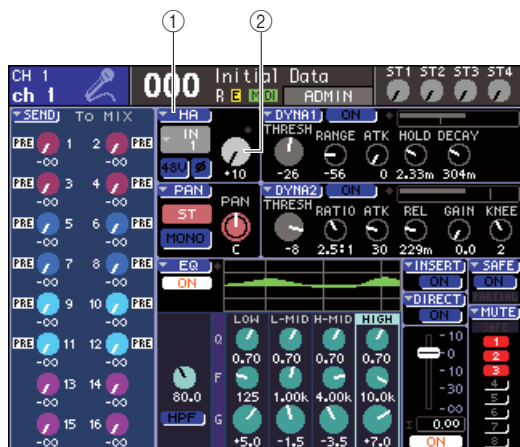 ① ②
CH 1
ch 1
000 Initial Data
R E MIDI ADMIN
ST1 ST2 ST3 ST4
SEND To MIX
PRE 1 2 PRE
-∞ -∞
PRE 3 4 PRE
-∞ -∞
PRE 5 6 PRE
-∞ -∞
PRE 7 8 PRE
-∞ -∞
PRE 9 10 PRE
-∞ -∞
PRE 11 12 PRE
-∞ -∞
13 14
-∞ -∞
15 16
-∞ -∞
HA
IN
1
48V Ø
+10
DYNA1 ON
THRESH RANGE ATK HOLD DECAY
-26 -56 0 2.33m 304m
PAN
ST
MONO
PAN
C
DYNA2 ON
THRESH RATIO ATK REL GAIN KNEE
-8 2.5:1 30 229m 0.0 2
EQ
ON
LOW L-MID H-MID HIGH
Q
0.70 0.70 0.70 0.70
F
80.0 125 1.00k 4.00k 10.0k
HPF
G
+5.0 -1.5 -3.5 +7.0
INSERT
ON
DIRECT
ON
-10
-0
-10
-30
-∞
Σ 0.00
ON
SAFE
ON
PARTIAL
MUTE
SAFE
1
2
3
4
5
6
7
8